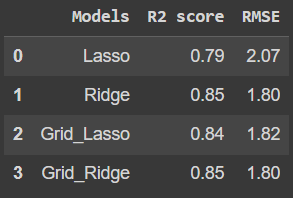 Models R2 score RMSE
0 Lasso 0.79 2.07
1 Ridge 0.85 1.80
2 Grid_Lasso 0.84 1.82
3 Grid_Ridge 0.85 1.80